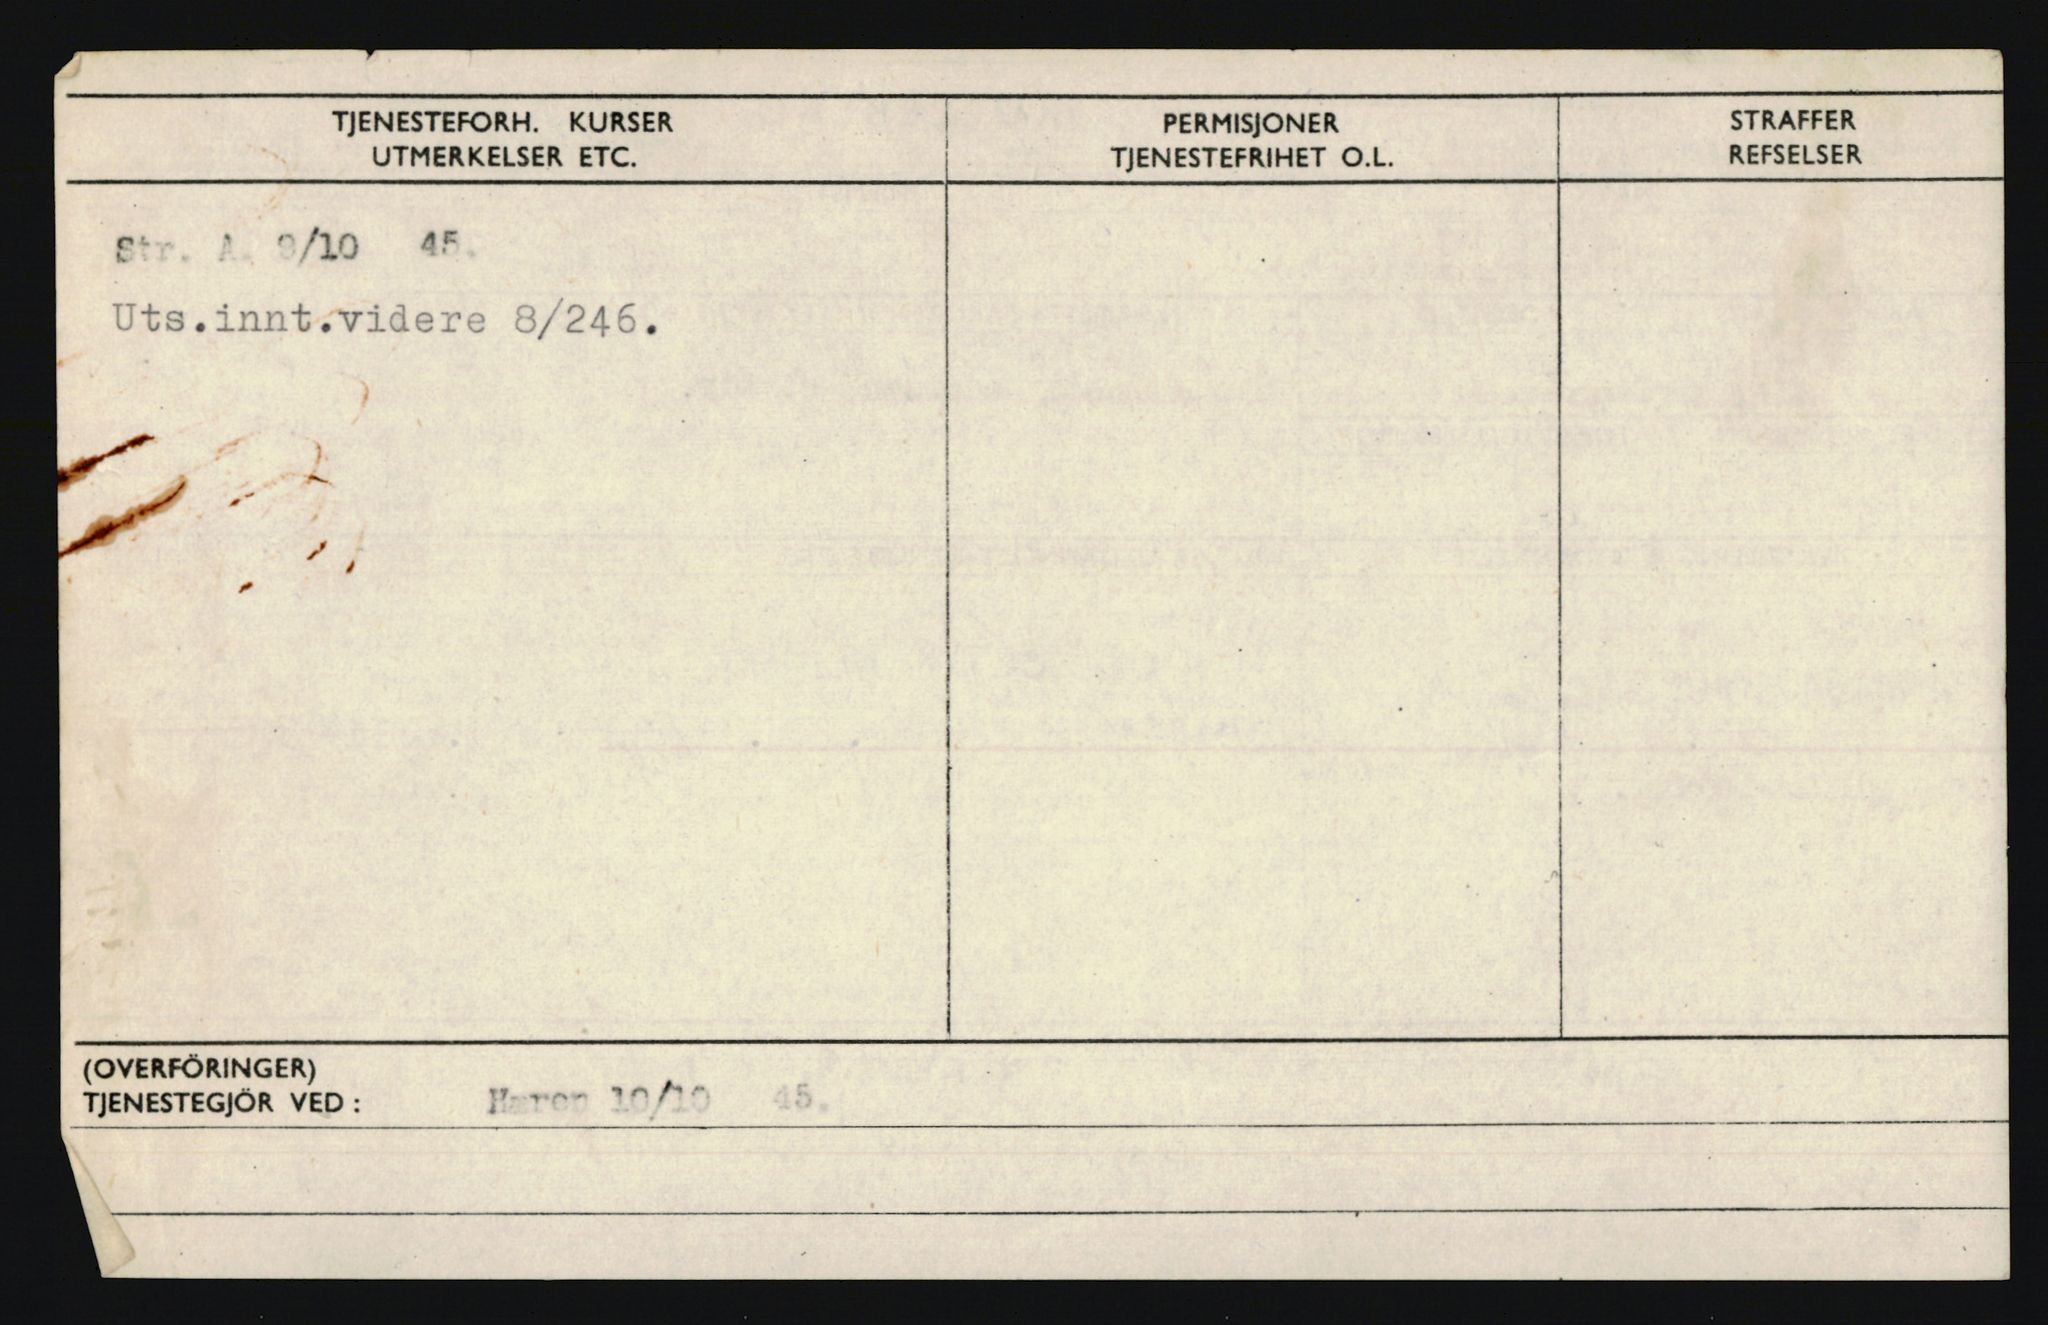 TJENESTEFORH. KURSER
UTMERKELSER ETC.
PERMISJONER
TJENESTEFRIHET O.L.
STRAFFER
REFSELSER
Str. A. 9/10 45.
Uts.innt.videre 8/246.
(OVERFÖRINGER)
TJENESTEGJÖR VED: Hæren 10/10 45.